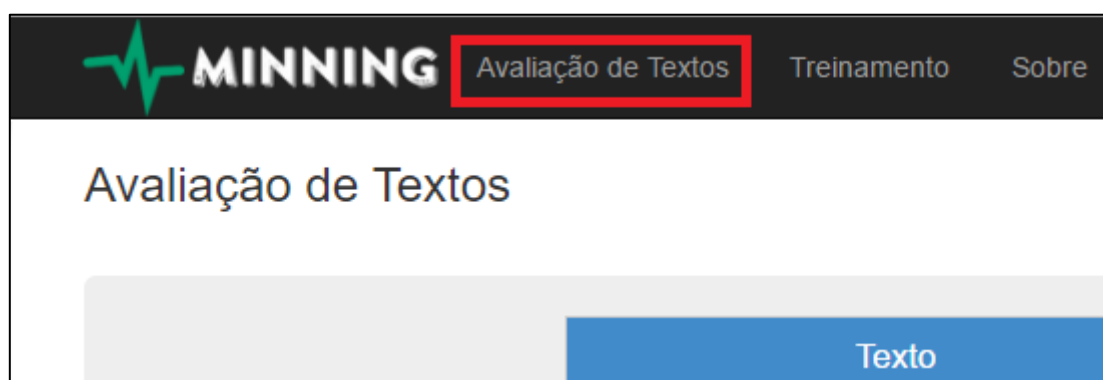 MINNING Avaliação de Textos Treinamento Sobre
Avaliação de Textos
Texto